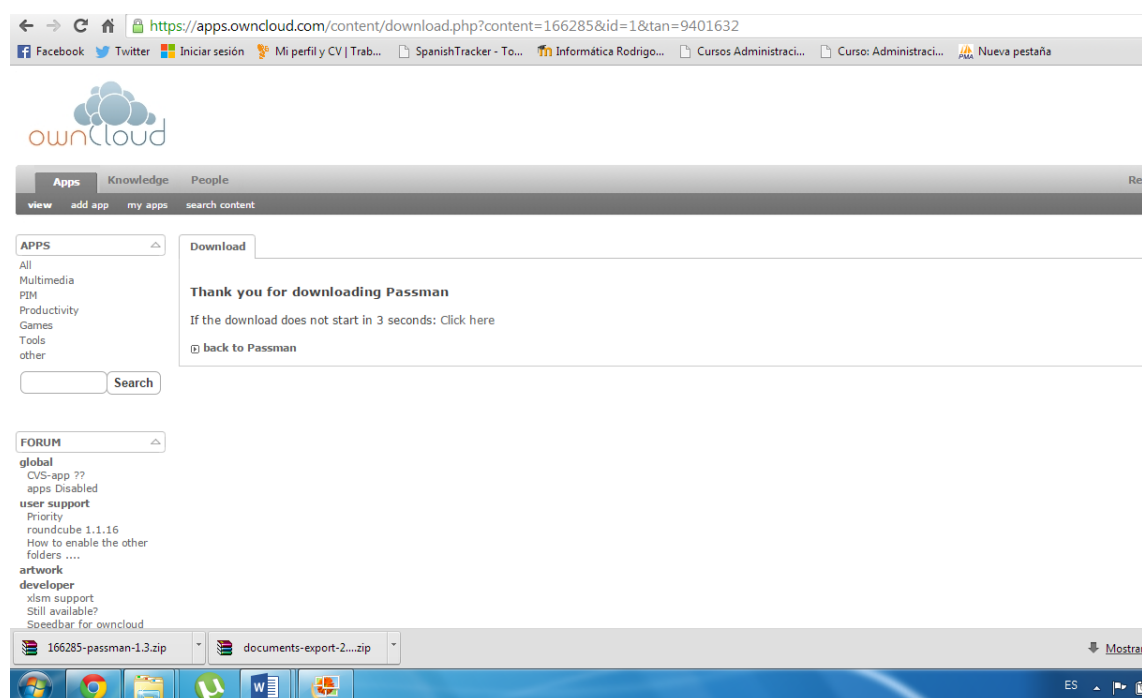 https://apps.owncloud.com/content/download.php?content=166285&id=1&tan=9401632
Facebook Twitter Iniciar sesión Mi perfil y CV | Trab... SpanishTracker - To... Informática Rodrigo... Cursos Administraci... Curso: Administraci... Nueva pestaña
ownCloud
Apps Knowledge People Re
view add app my apps search content
APPS
All
Multimedia
PIM
Productivity
Games
Tools
other
Search
Download
Thank you for downloading Passman
If the download does not start in 3 seconds: Click here
back to Passman
FORUM
global
CVS-app ??
apps Disabled
user support
Priority
roundcube 1.1.16
How to enable the other
folders ....
artwork
developer
xlsm support
Still available?
Speedbar for owncloud
166285-passman-1.3.zip documents-export-2....zip Mostrar
ES